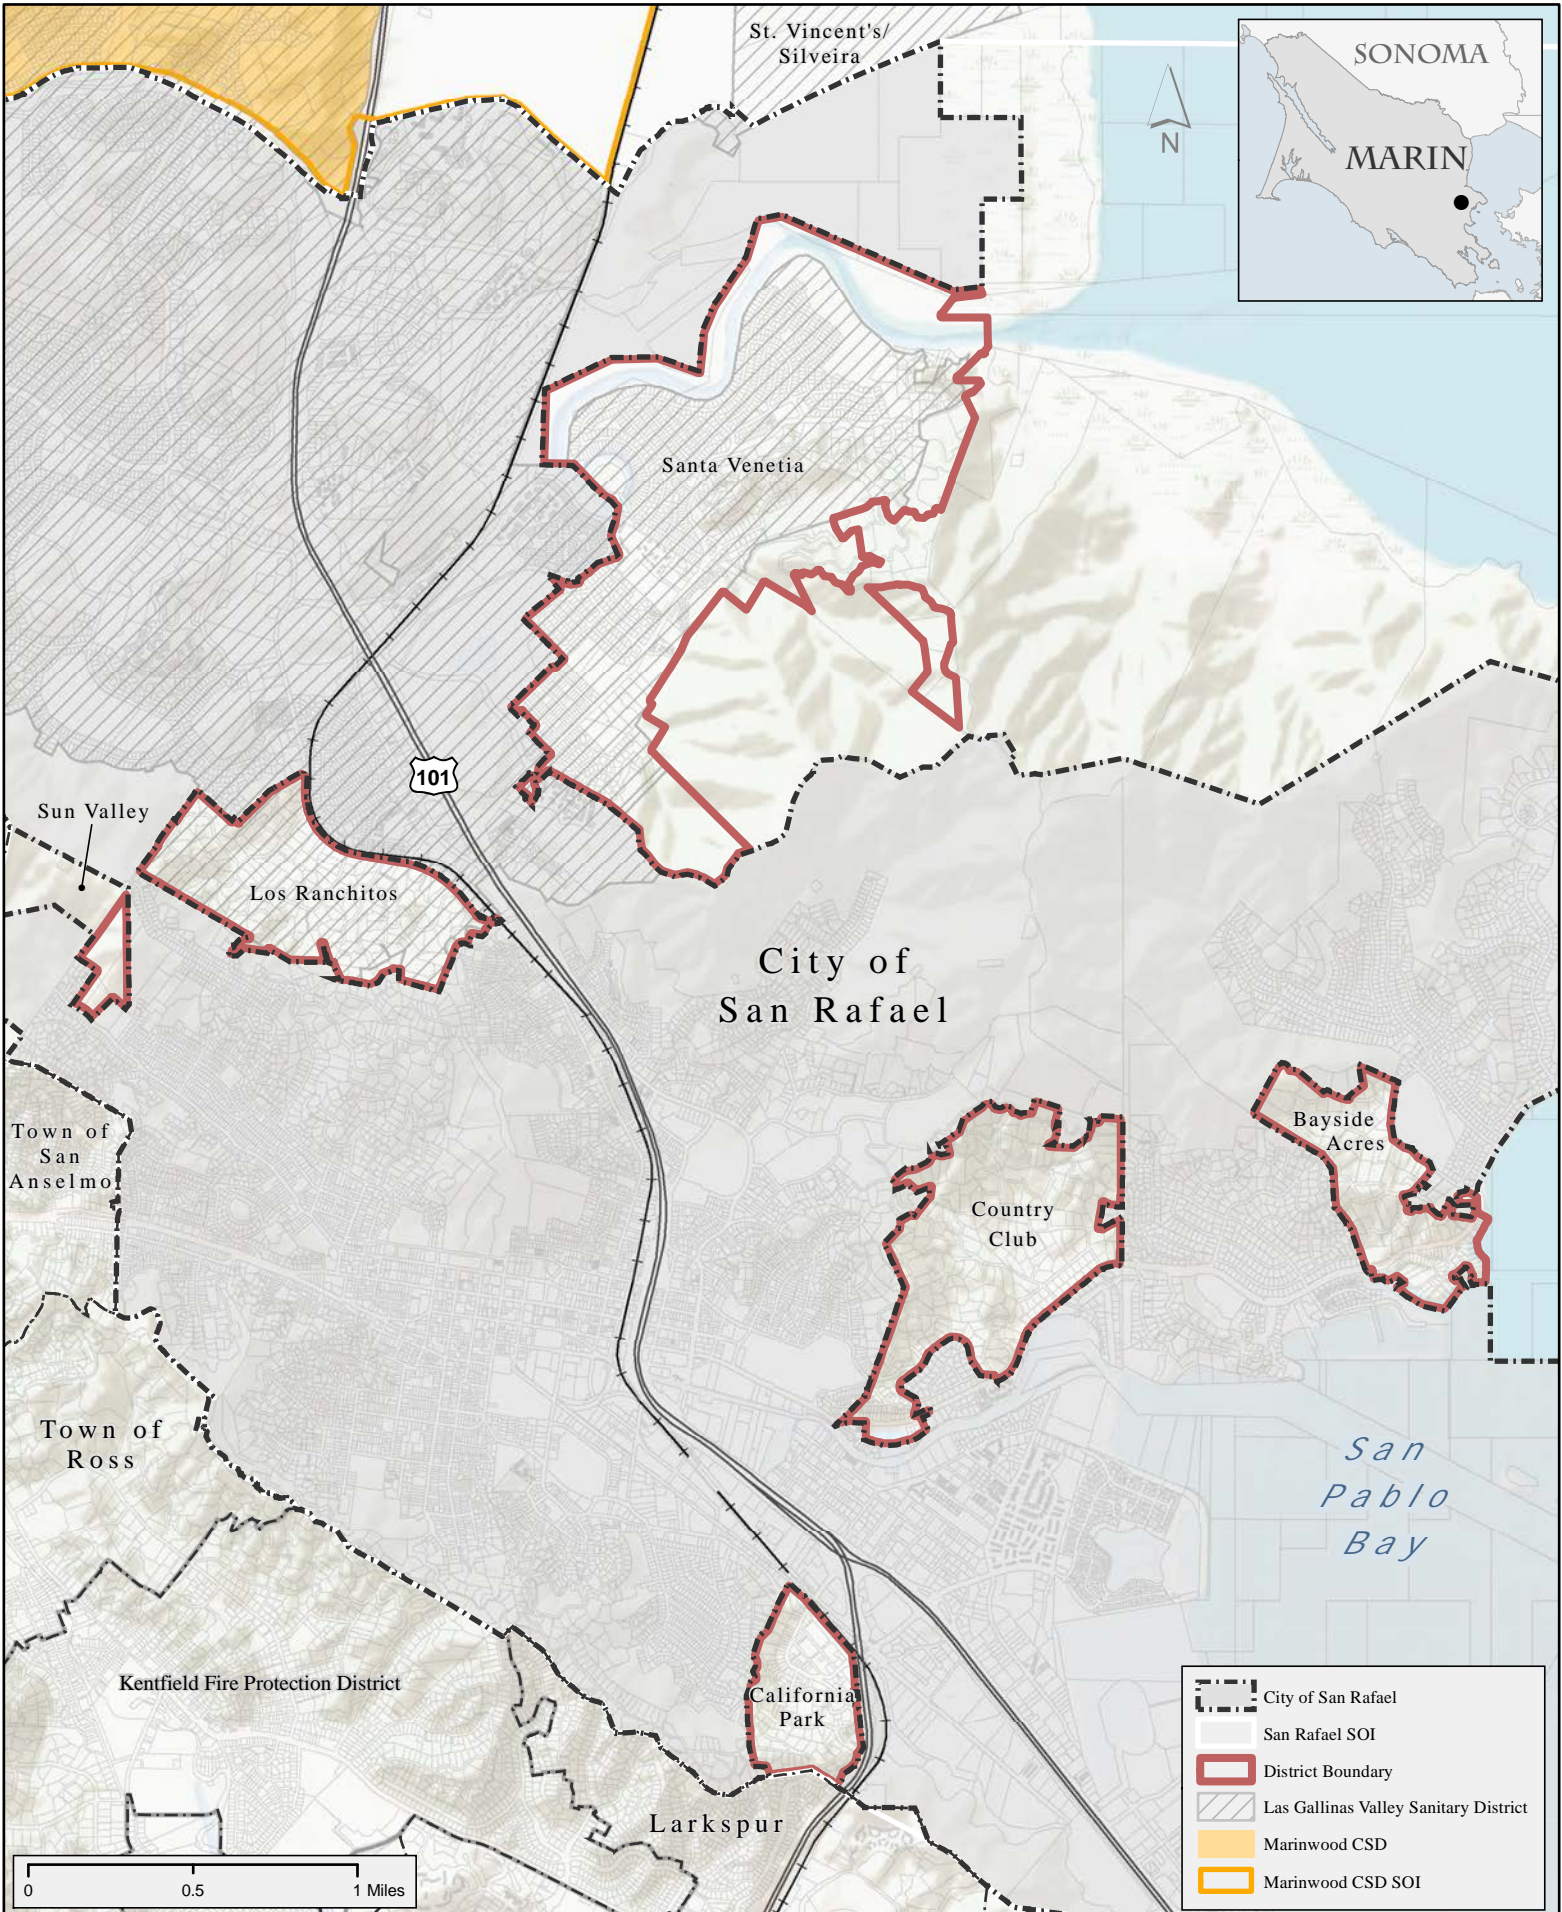 St. Vincent's/
Silveira
SONOMA
MARIN
N
Santa Venetia
101
Sun Valley
Los Ranchitos
City of
San Rafael
Town of
San
Anselmo
Bayside
Acres
Country
Club
Town of
Ross
San
Pablo
Bay
Kentfield Fire Protection District
California
Park
Larkspur
City of San Rafael
San Rafael SOI
District Boundary
Las Gallinas Valley Sanitary District
Marinwood CSD
Marinwood CSD SOI
0 0.5 1 Miles